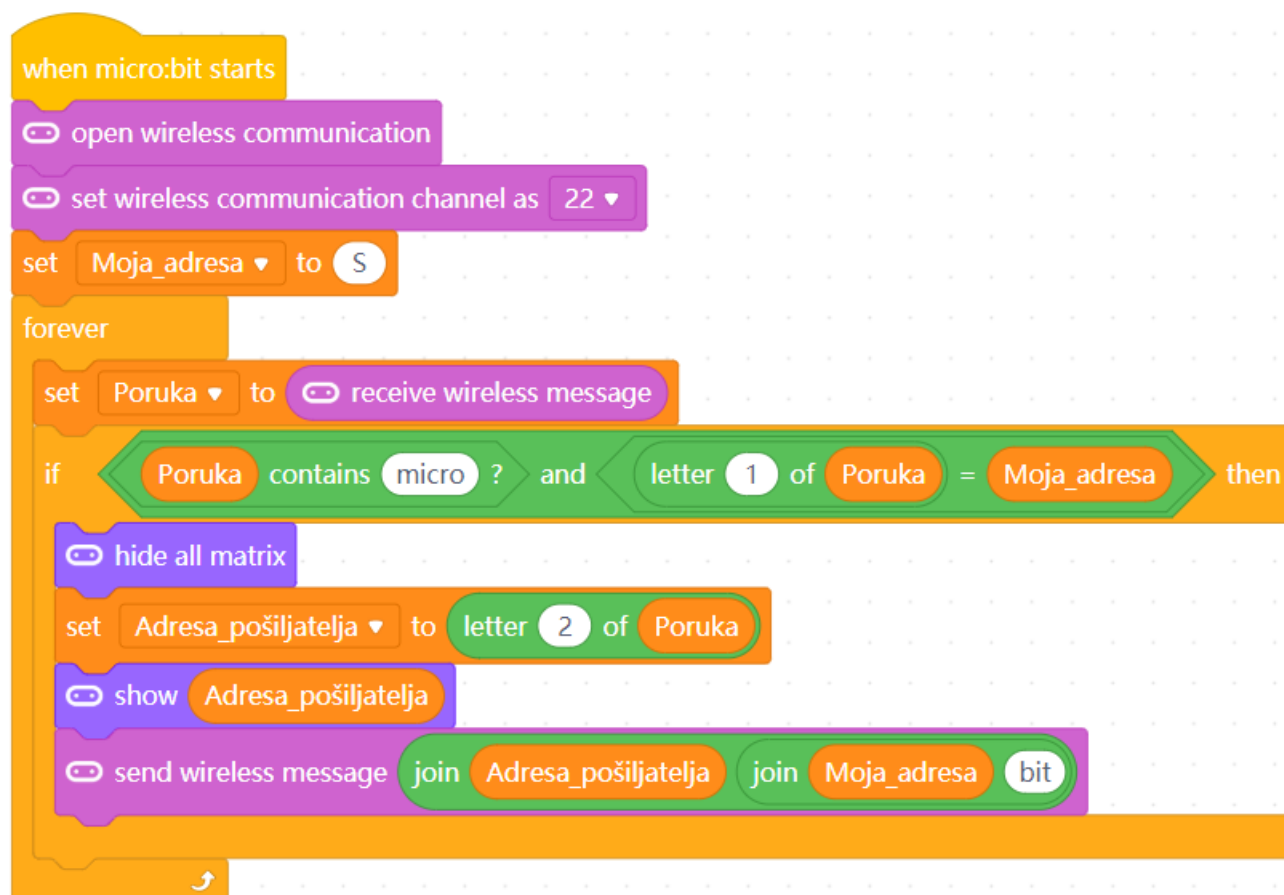 when micro:bit starts
open wireless communication
set wireless communication channel as 22
set Moja_adresa to S
forever
set Poruka to receive wireless message
if Poruka contains micro ? and letter 1 of Poruka = Moja_adresa then
hide all matrix
set Adresa_pošiljatelja to letter 2 of Poruka
show Adresa_pošiljatelja
send wireless message join Adresa_pošiljatelja join Moja_adresa bit